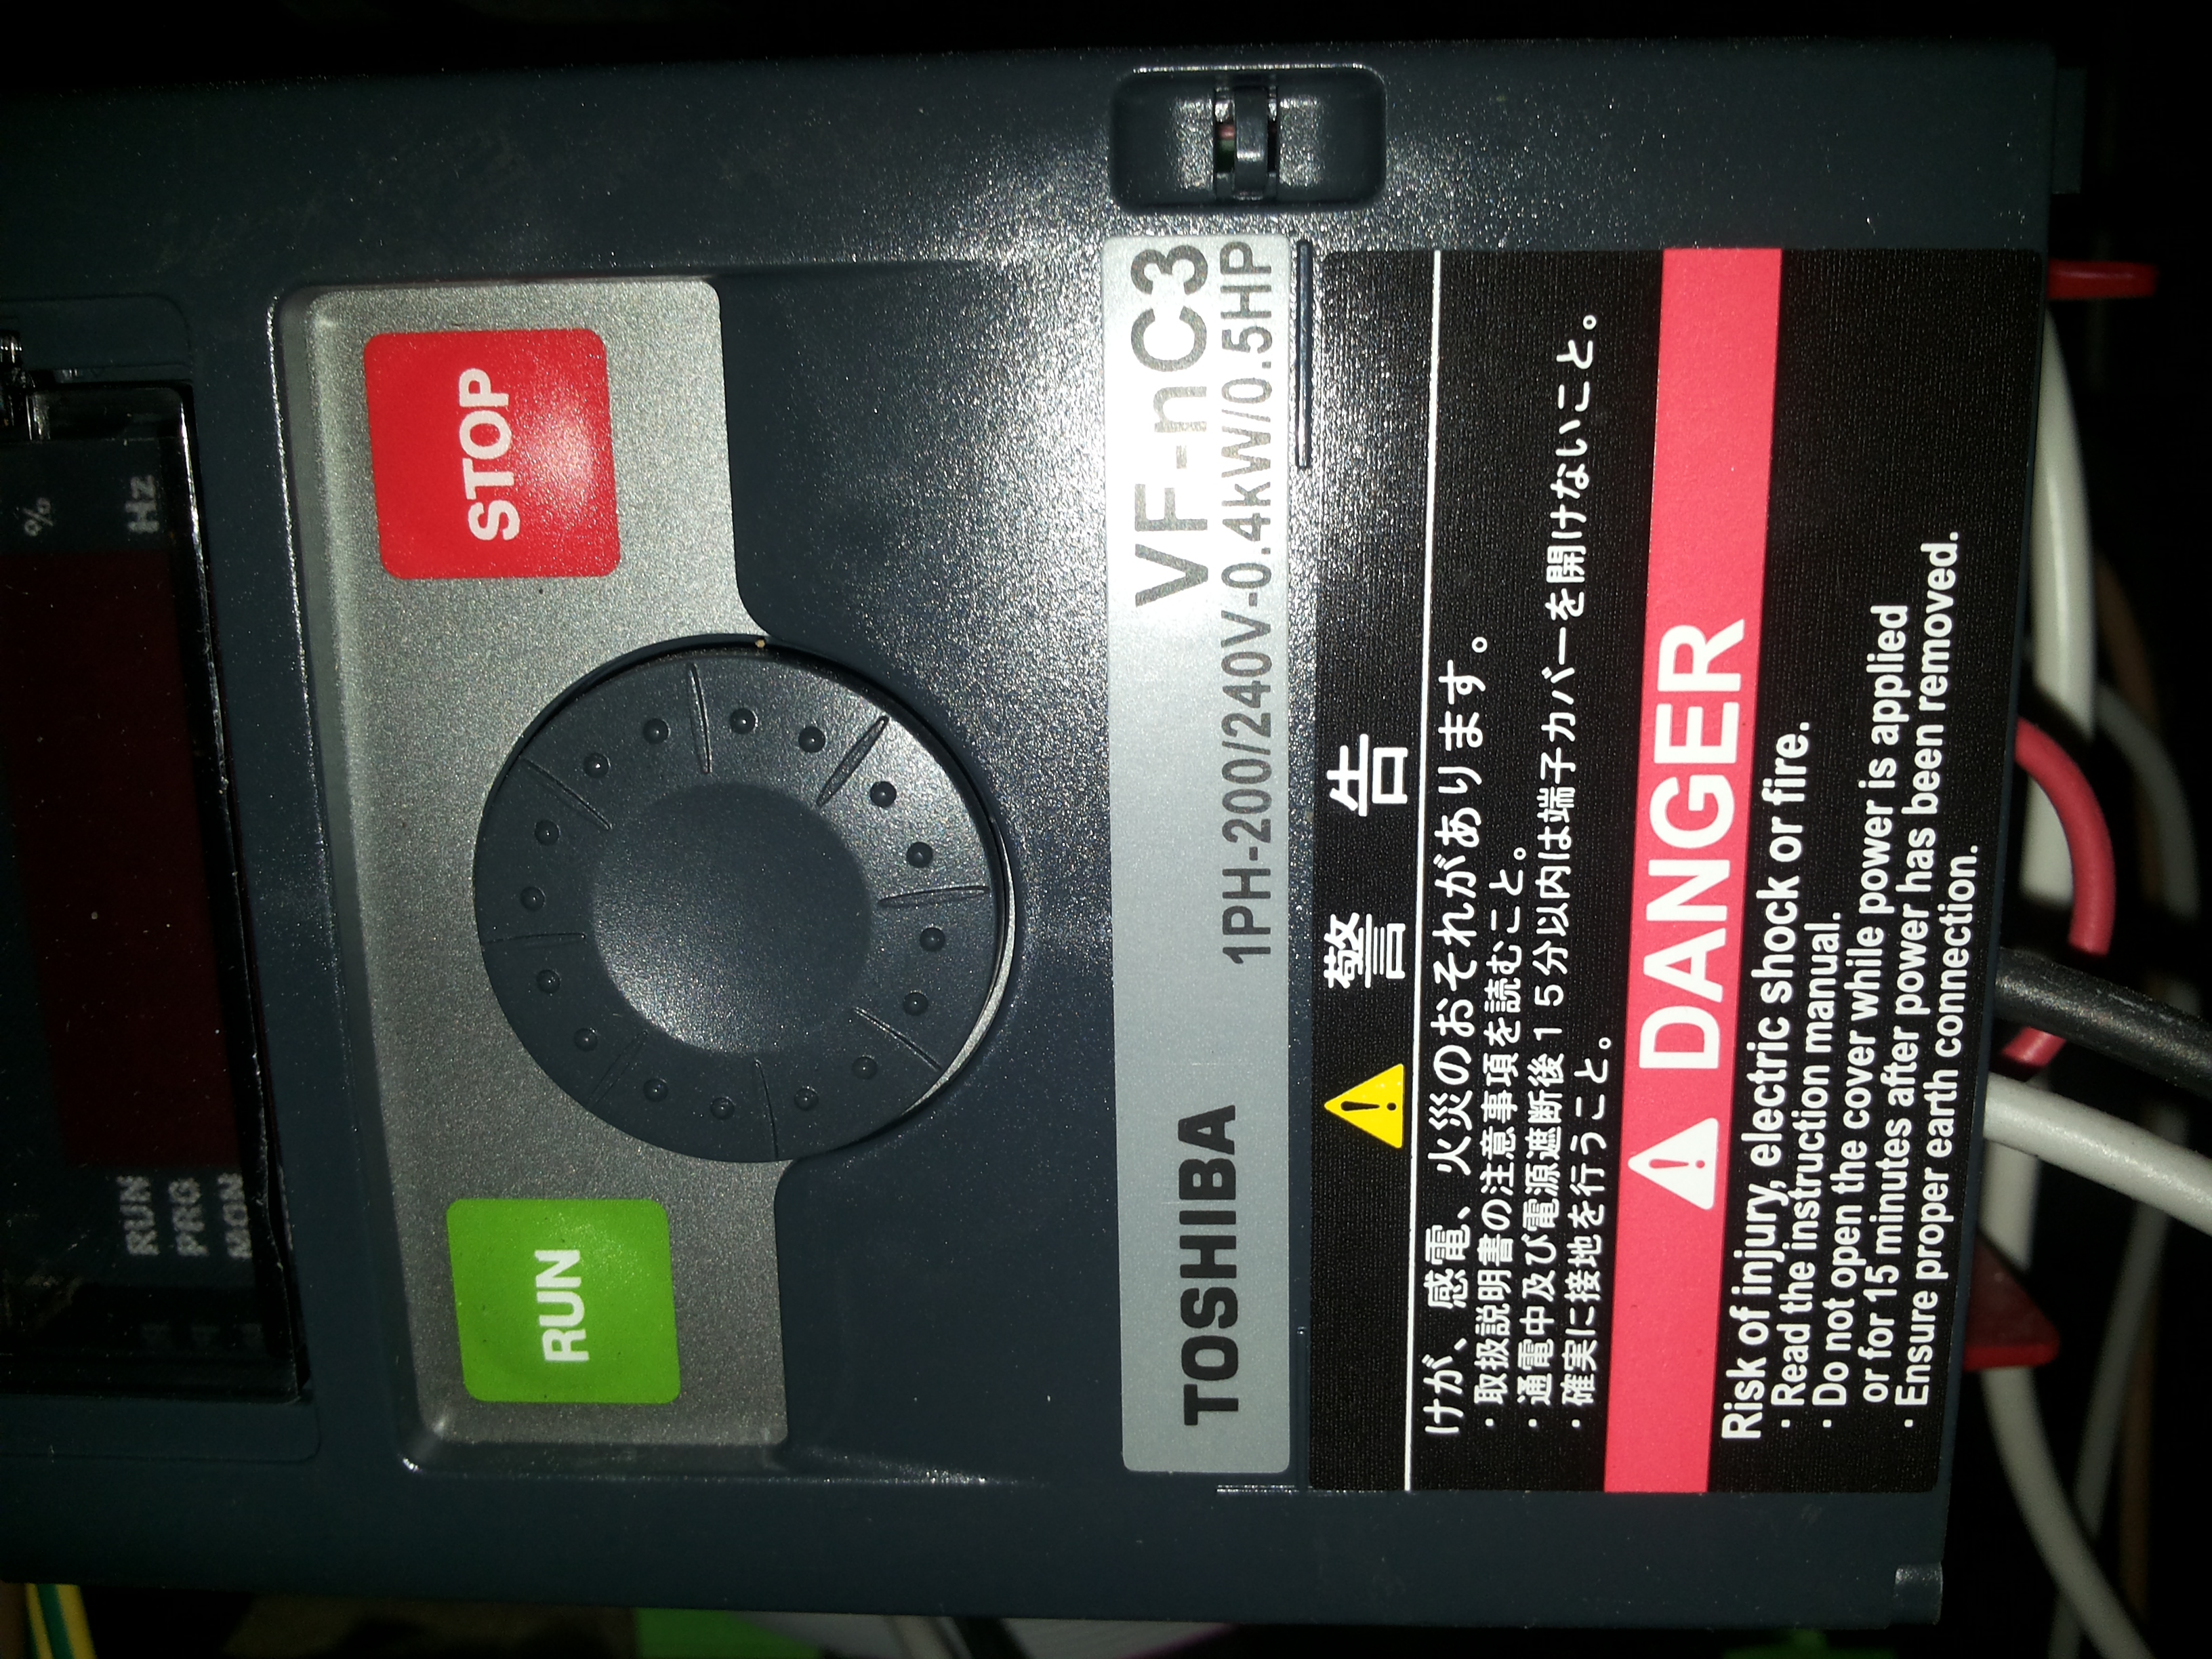 %
Hz
RUN
PRG
MON
RUN
STOP
TOSHIBA
VF-nC3
1PH-200/240V-0.4kW/0.5HP
警 告
けが、感電、火災のおそれがあります。
・取扱説明書の注意事項を読むこと。
・通電中及び電源遮断後１５分以内は端子カバーを開けないこと。
・確実に接地を行うこと。
DANGER
Risk of injury, electric shock or fire.
・Read the instruction manual.
・Do not open the cover while power is applied
or for 15 minutes after power has been removed.
・Ensure proper earth connection.